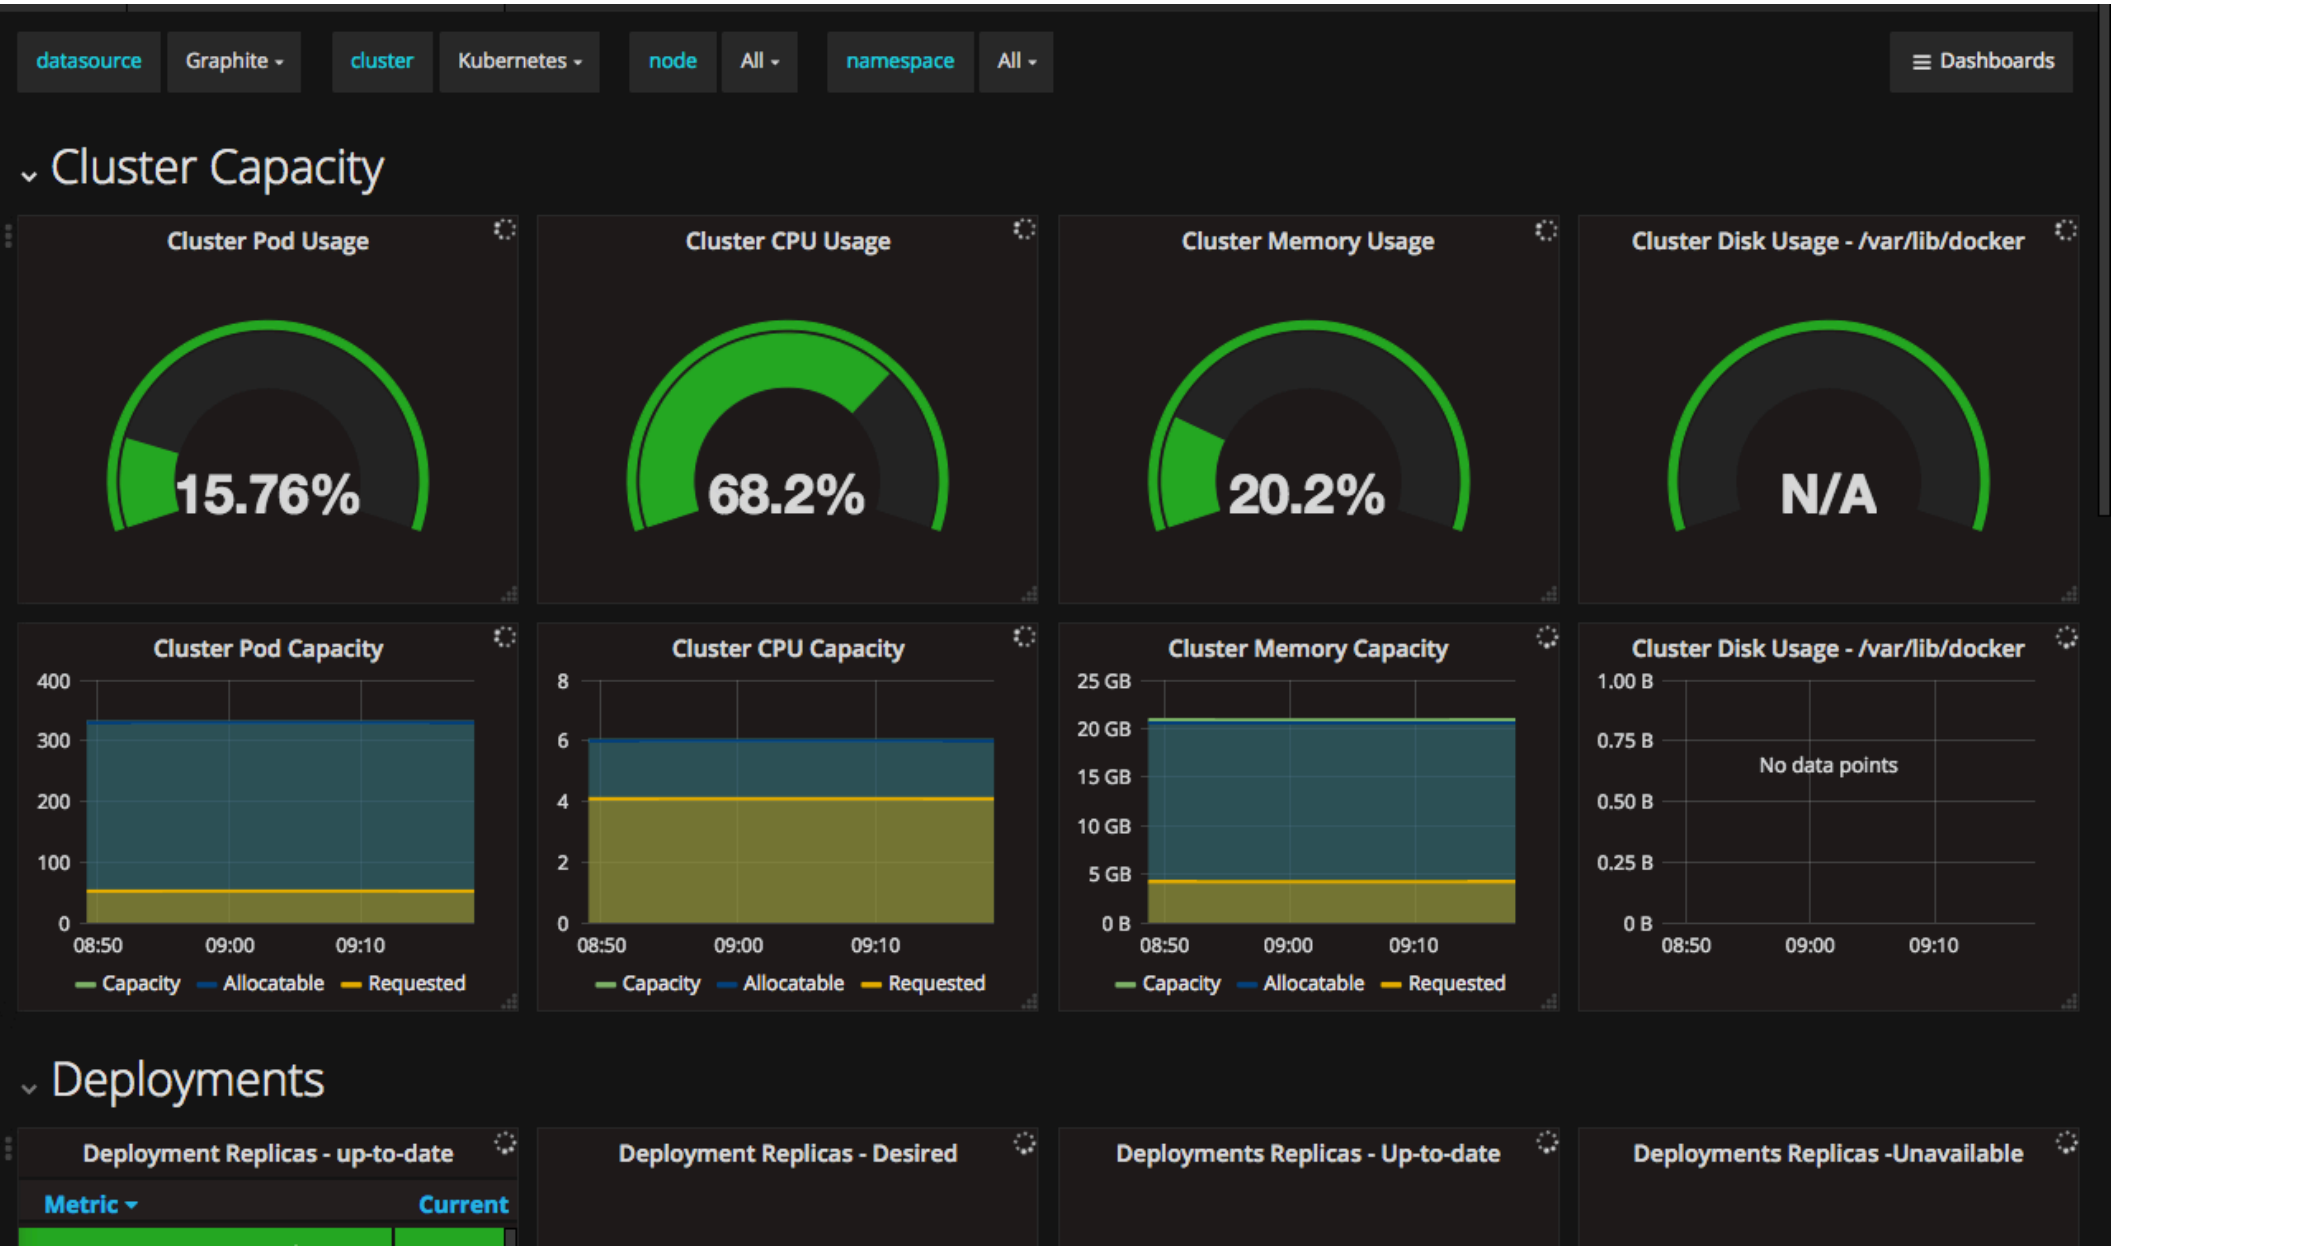 datasource Graphite cluster Kubernetes node All namespace All Dashboards
Cluster Capacity
Cluster Pod Usage
15.76%
Cluster CPU Usage
68.2%
Cluster Memory Usage
20.2%
Cluster Disk Usage - /var/lib/docker
N/A
Cluster Pod Capacity
400
300
200
100
0
08:50 09:00 09:10
Capacity Allocatable Requested
Cluster CPU Capacity
8
6
4
2
0
08:50 09:00 09:10
Capacity Allocatable Requested
Cluster Memory Capacity
25 GB
20 GB
15 GB
10 GB
5 GB
0 B
08:50 09:00 09:10
Capacity Allocatable Requested
Cluster Disk Usage - /var/lib/docker
1.00 B
0.75 B
No data points
0.50 B
0.25 B
0 B
08:50 09:00 09:10
Deployments
Deployment Replicas - up-to-date
Metric Current
Deployment Replicas - Desired
Deployments Replicas - Up-to-date
Deployments Replicas -Unavailable